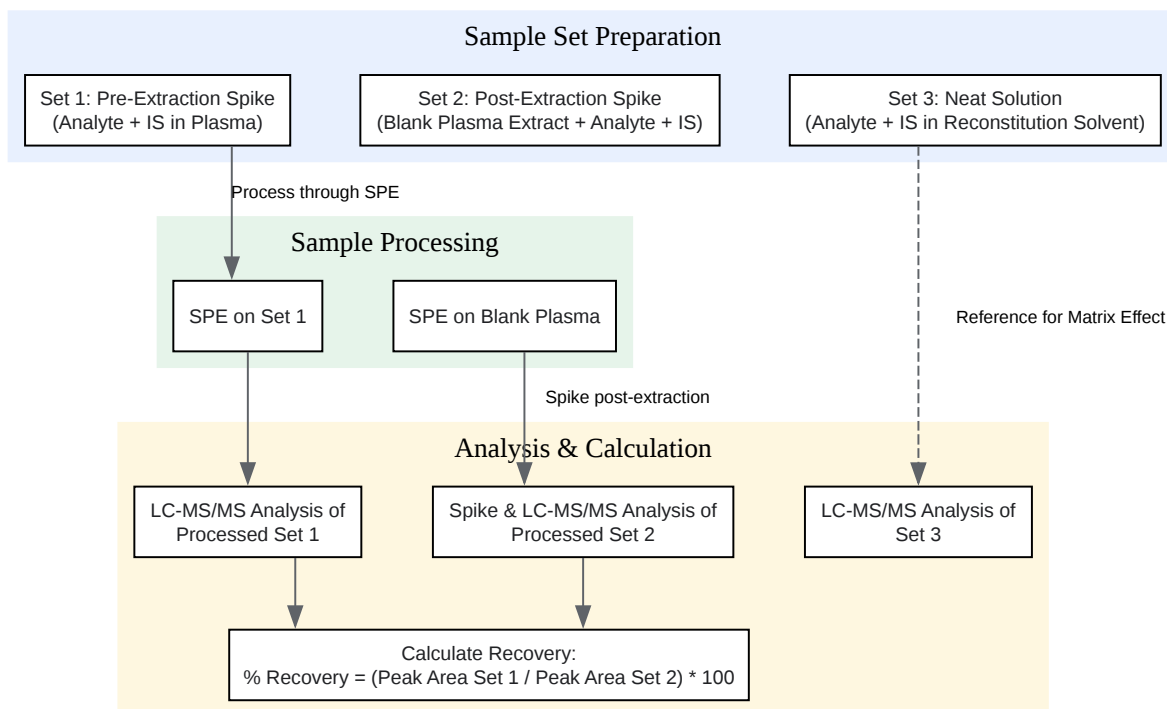 Sample Set Preparation
Set 1: Pre-Extraction Spike
(Analyte + IS in Plasma)
Set 2: Post-Extraction Spike
(Blank Plasma Extract + Analyte + IS)
Set 3: Neat Solution
(Analyte + IS in Reconstitution Solvent)
Process through SPE
Sample Processing
SPE on Set 1
SPE on Blank Plasma
Reference for Matrix Effect
Spike post-extraction
Analysis & Calculation
LC-MS/MS Analysis of
Processed Set 1
Spike & LC-MS/MS Analysis of
Processed Set 2
LC-MS/MS Analysis of
Set 3
Calculate Recovery:
% Recovery = (Peak Area Set 1 / Peak Area Set 2) * 100